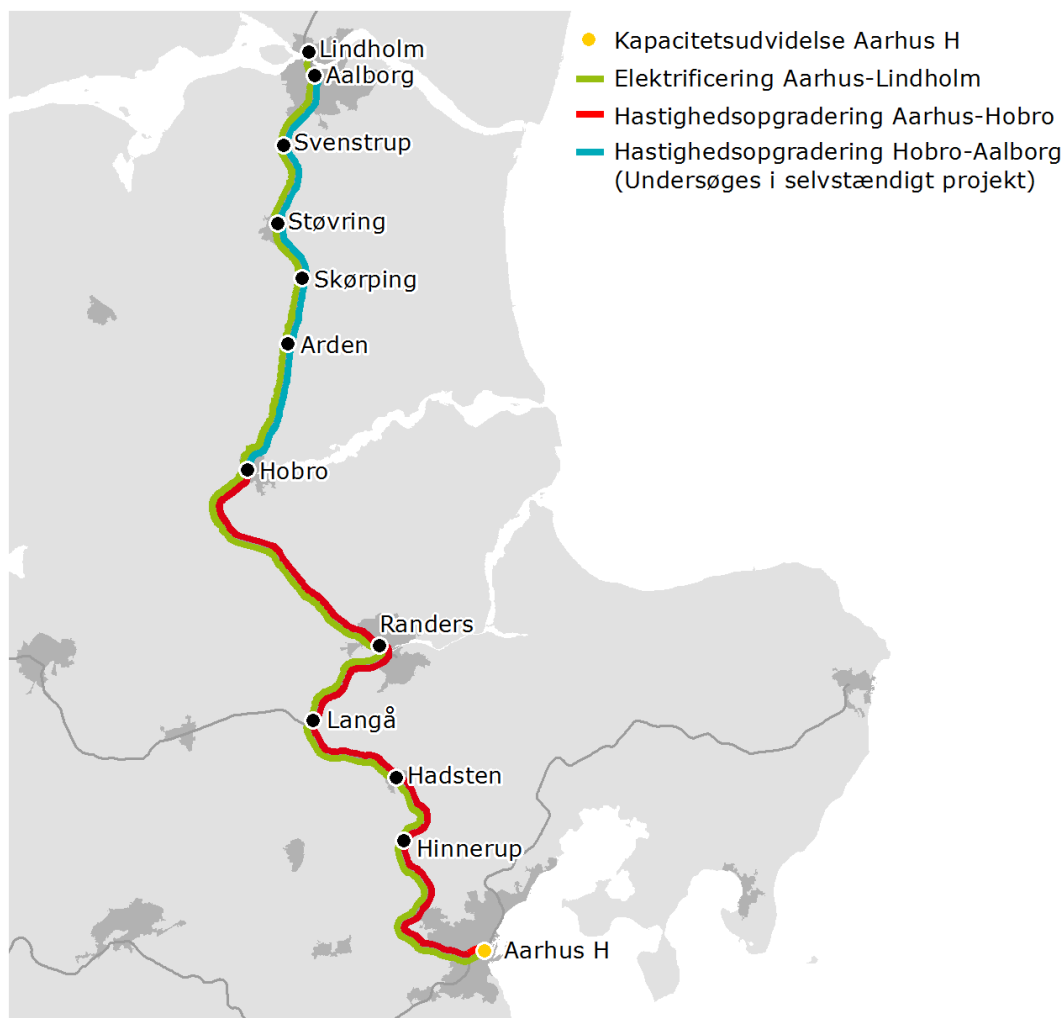 Lindholm
Aalborg
Svenstrup
Støvring
Skørping
Arden
Hobro
Randers
Langå
Hadsten
Hinnerup
Aarhus H
Kapacitetsudvidelse Aarhus H
Elektrificering Aarhus-Lindholm
Hastighedsopgradering Aarhus-Hobro
Hastighedsopgradering Hobro-Aalborg
(Undersøges i selvstændigt projekt)